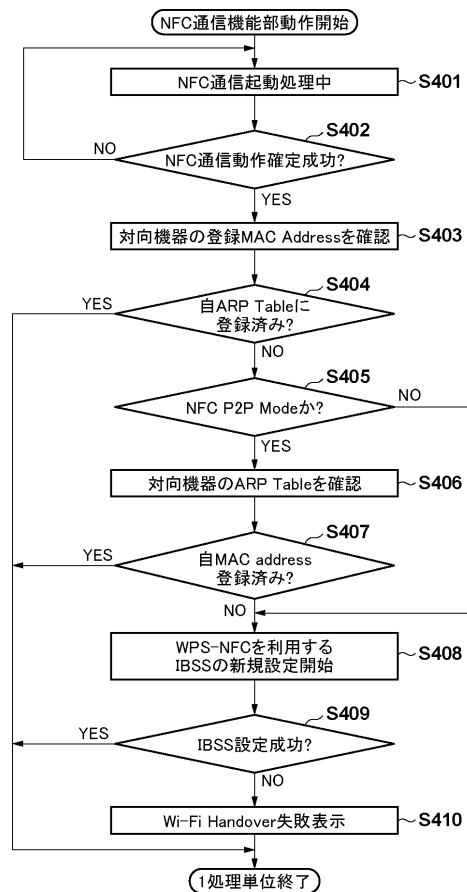 NFC通信機能部動作開始
NFC通信起動処理中
S401
S402
NO
NFC通信動作確定成功?
YES
対向機器の登録MAC Addressを確認
S403
S404
YES
自ARP Tableに
登録済み?
NO
S405
NO
NFC P2P Modeか?
YES
対向機器のARP Tableを確認
S406
S407
YES
自MAC address
登録済み?
NO
WPS-NFCを利用する
IBSSの新規設定開始
S408
S409
YES
IBSS設定成功?
NO
Wi-Fi Handover失敗表示
S410
1処理単位終了